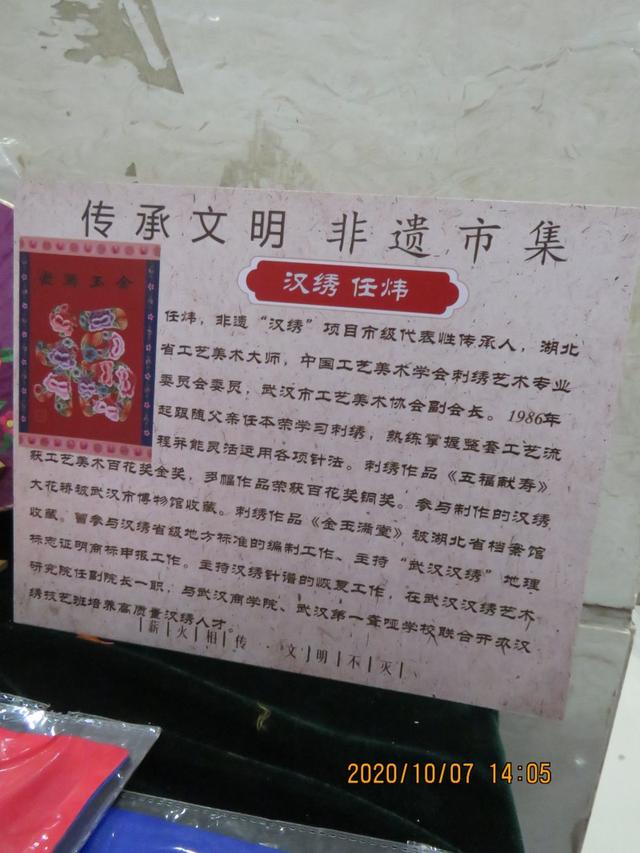 传承文明 非遗市集
汉绣 任炜
堂满玉金
福
任炜，非遗“汉绣”项目市级代表性传承人，湖北
省工艺美术大师，中国工艺美术学会刺绣艺术专业
委员会委员，武汉市工艺美术协会副会长。1986年
起跟随父亲任本荣学习刺绣，熟练掌握整套工艺流
程并能灵活运用各项针法。刺绣作品《五福献寿》
获工艺美术百花奖金奖，多幅作品荣获百花奖铜奖。参与制作的汉绣
大花轿被武汉市博物馆收藏。刺绣作品《金玉满堂》被湖北省档案馆
收藏。曾参与汉绣省级地方标准的编制工作、主持“武汉汉绣”地理
标志证明商标申报工作。主持汉绣针谱的恢复工作，在武汉汉绣艺术
研究院任副院长一职，与武汉商学院、武汉第一聋哑学校联合开办汉
绣技艺班培养高质量汉绣人才。
薪火相传·文明不灭
2020/10/07 14:05